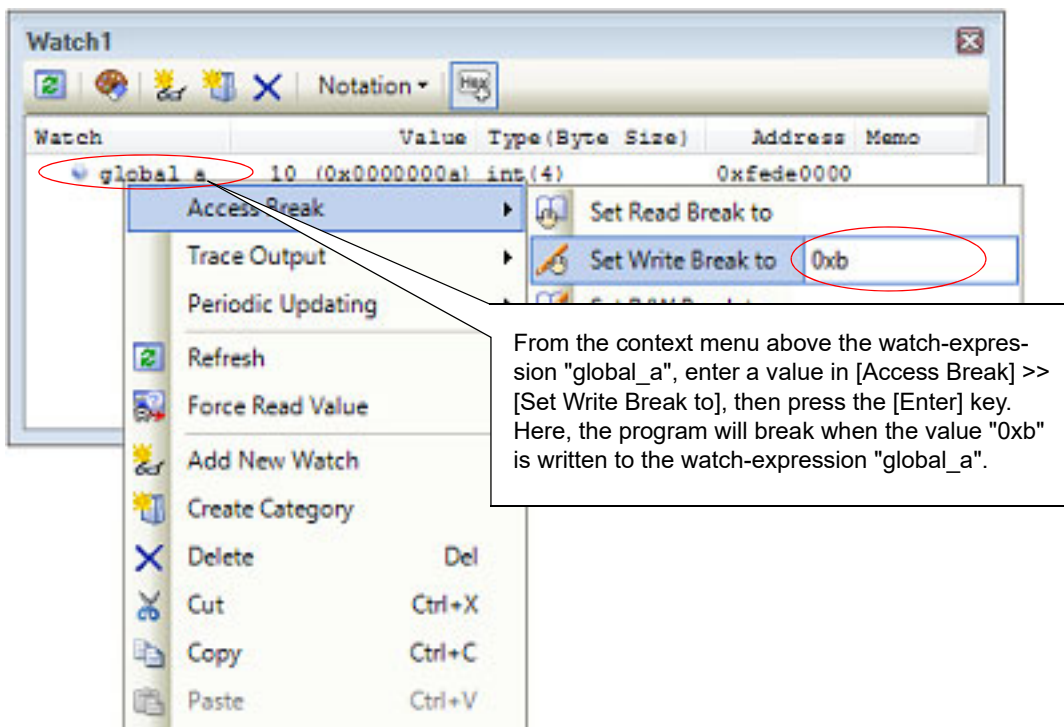 Watch1
Notation
Hex
Watch Value Type(Byte Size) Address Memo
global_a 10 (0x0000000a) int(4) 0xfede0000
Access Break
Set Read Break to
Trace Output
Set Write Break to 0xb
Periodic Updating
From the context menu above the watch-expres-
sion "global_a", enter a value in [Access Break] >>
[Set Write Break to], then press the [Enter] key.
Here, the program will break when the value "0xb"
is written to the watch-expression "global_a".
Refresh
Force Read Value
Add New Watch
Create Category
Delete Del
Cut Ctrl+X
Copy Ctrl+C
Paste Ctrl+V